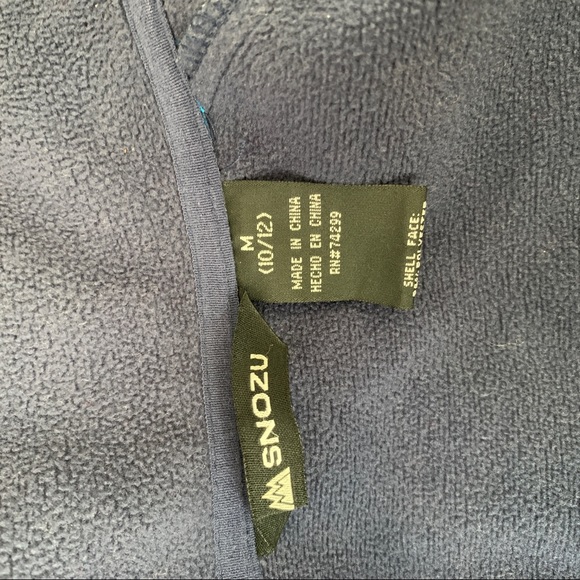 M
(10/12)
MADE IN CHINA
HECHO EN CHINA
RN#74299
SHELL FACE:
SNOZU